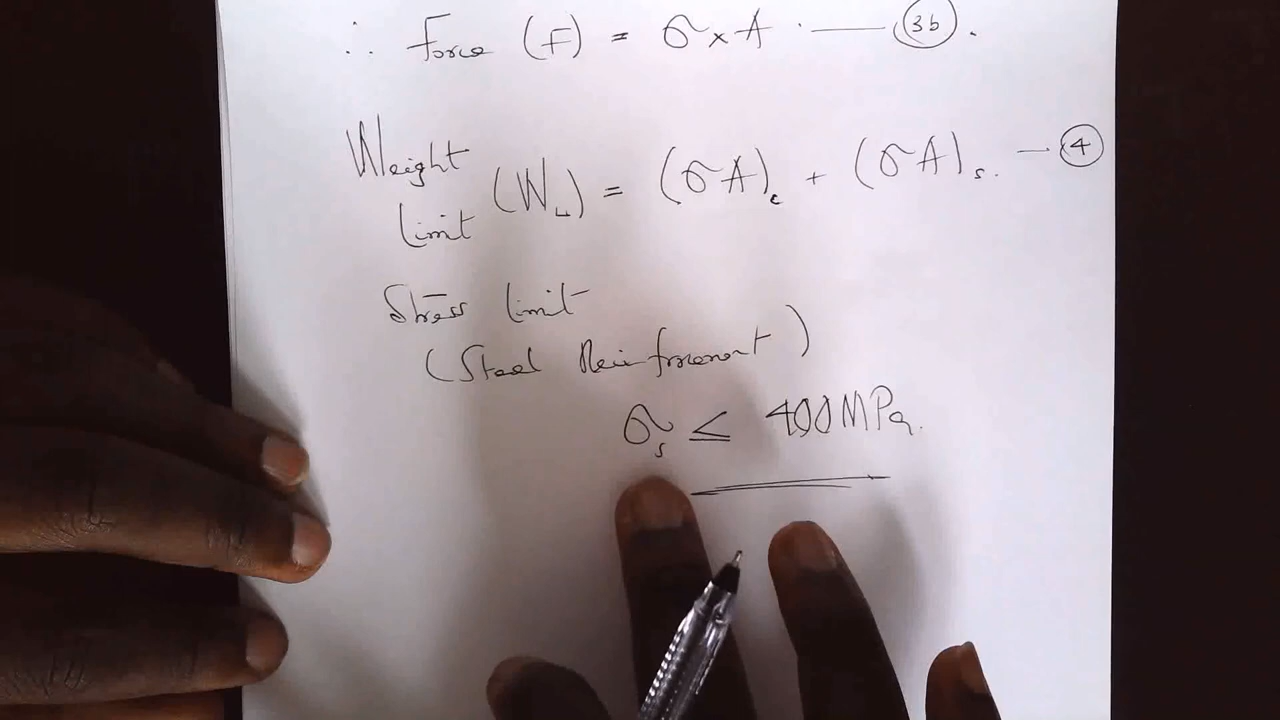 ∴ Force (F) = σ × A. — (3b).
Weight
Limit (W_L) = (σA)_c + (σA)_s. — (4)
Stress Limit
(Steel Reinforcement)
σ_s ≤ 400 MPa.